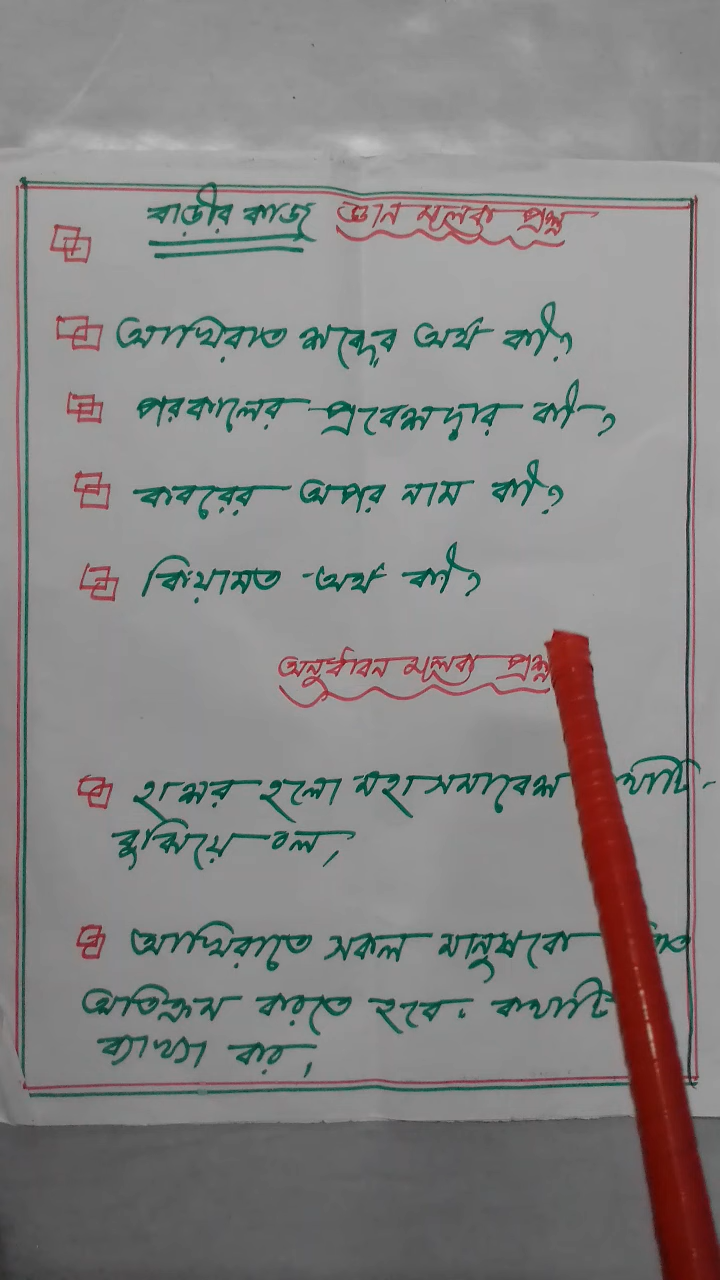 বাড়ীর কাজ জ্ঞান মূলক প্রশ্ন
আখিরাত শব্দের অর্থ কী?
পরকালের প্রবেশদ্বার কী?
কবরের অপর নাম কী?
কিয়ামত অর্থ কী?
অনুধাবন মূলক প্রশ্ন
হাশর হলো মহাসমাবেশ
বুঝিয়ে বল,
আখিরাতে সকল মানুষকে
অতিক্রম করতে হবে. কথাটি
ব্যাখ্যা কর,